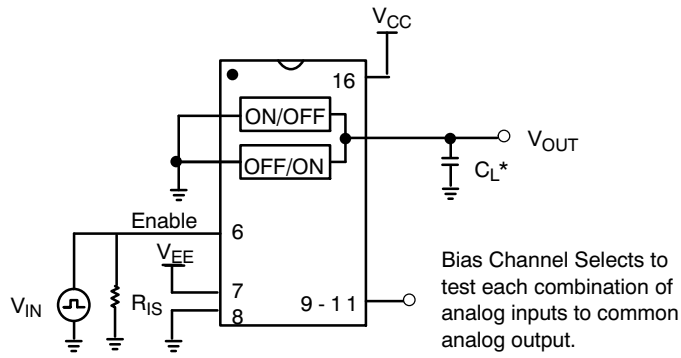 VCC
16
ON/OFF
OFF/ON
VOUT
CL*
Enable
6
VEE
7
VIN
RIS
8
9 - 11
Bias Channel Selects to
test each combination of
analog inputs to common
analog output.